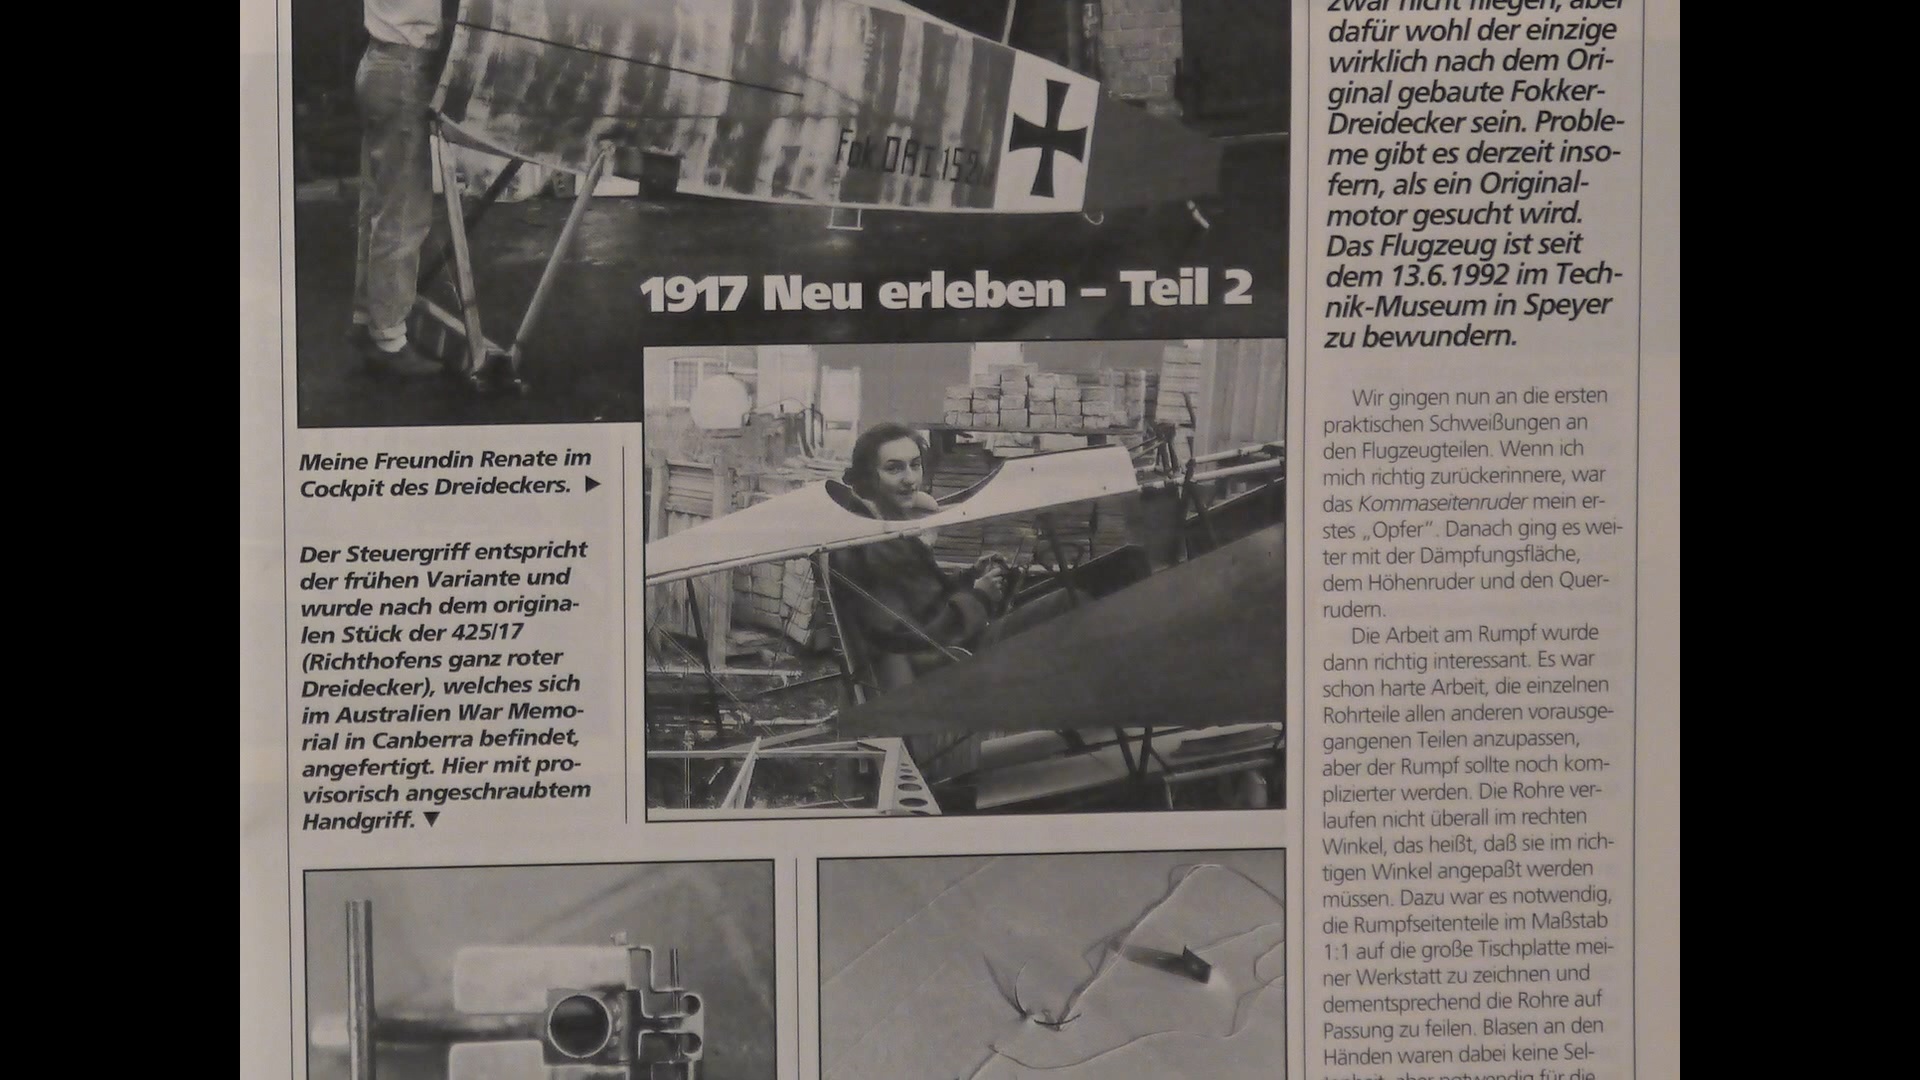 Fok.DR I.152
1917 Neu erleben – Teil 2
Meine Freundin Renate im
Cockpit des Dreideckers. ►
Der Steuergriff entspricht
der frühen Variante und
wurde nach dem origina-
len Stück der 425/17
(Richthofens ganz roter
Dreidecker), welches sich
im Australien War Memo-
rial in Canberra befindet,
angefertigt. Hier mit pro-
visorisch angeschraubtem
Handgriff. ▼
zwar nicht fliegen, aber
dafür wohl der einzige
wirklich nach dem Ori-
ginal gebaute Fokker-
Dreidecker sein. Proble-
me gibt es derzeit inso-
fern, als ein Original-
motor gesucht wird.
Das Flugzeug ist seit
dem 13.6.1992 im Tech-
nik-Museum in Speyer
zu bewundern.
Wir gingen nun an die ersten
praktischen Schweißungen an
den Flugzeugteilen. Wenn ich
mich richtig zurückerinnere, war
das Kommaseitenruder mein er-
stes „Opfer". Danach ging es wei-
ter mit der Dämpfungsfläche,
dem Höhenruder und den Quer-
rudern.
Die Arbeit am Rumpf wurde
dann richtig interessant. Es war
schon harte Arbeit, die einzelnen
Rohrteile allen anderen vorausge-
gangenen Teilen anzupassen,
aber der Rumpf sollte noch kom-
plizierter werden. Die Rohre ver-
laufen nicht überall im rechten
Winkel, das heißt, daß sie im rich-
tigen Winkel angepaßt werden
müssen. Dazu war es notwendig,
die Rumpfseitenteile im Maßstab
1:1 auf die große Tischplatte mei-
ner Werkstatt zu zeichnen und
dementsprechend die Rohre auf
Passung zu feilen. Blasen an den
Händen waren dabei keine Sel-
tenheit, aber notwendig für die